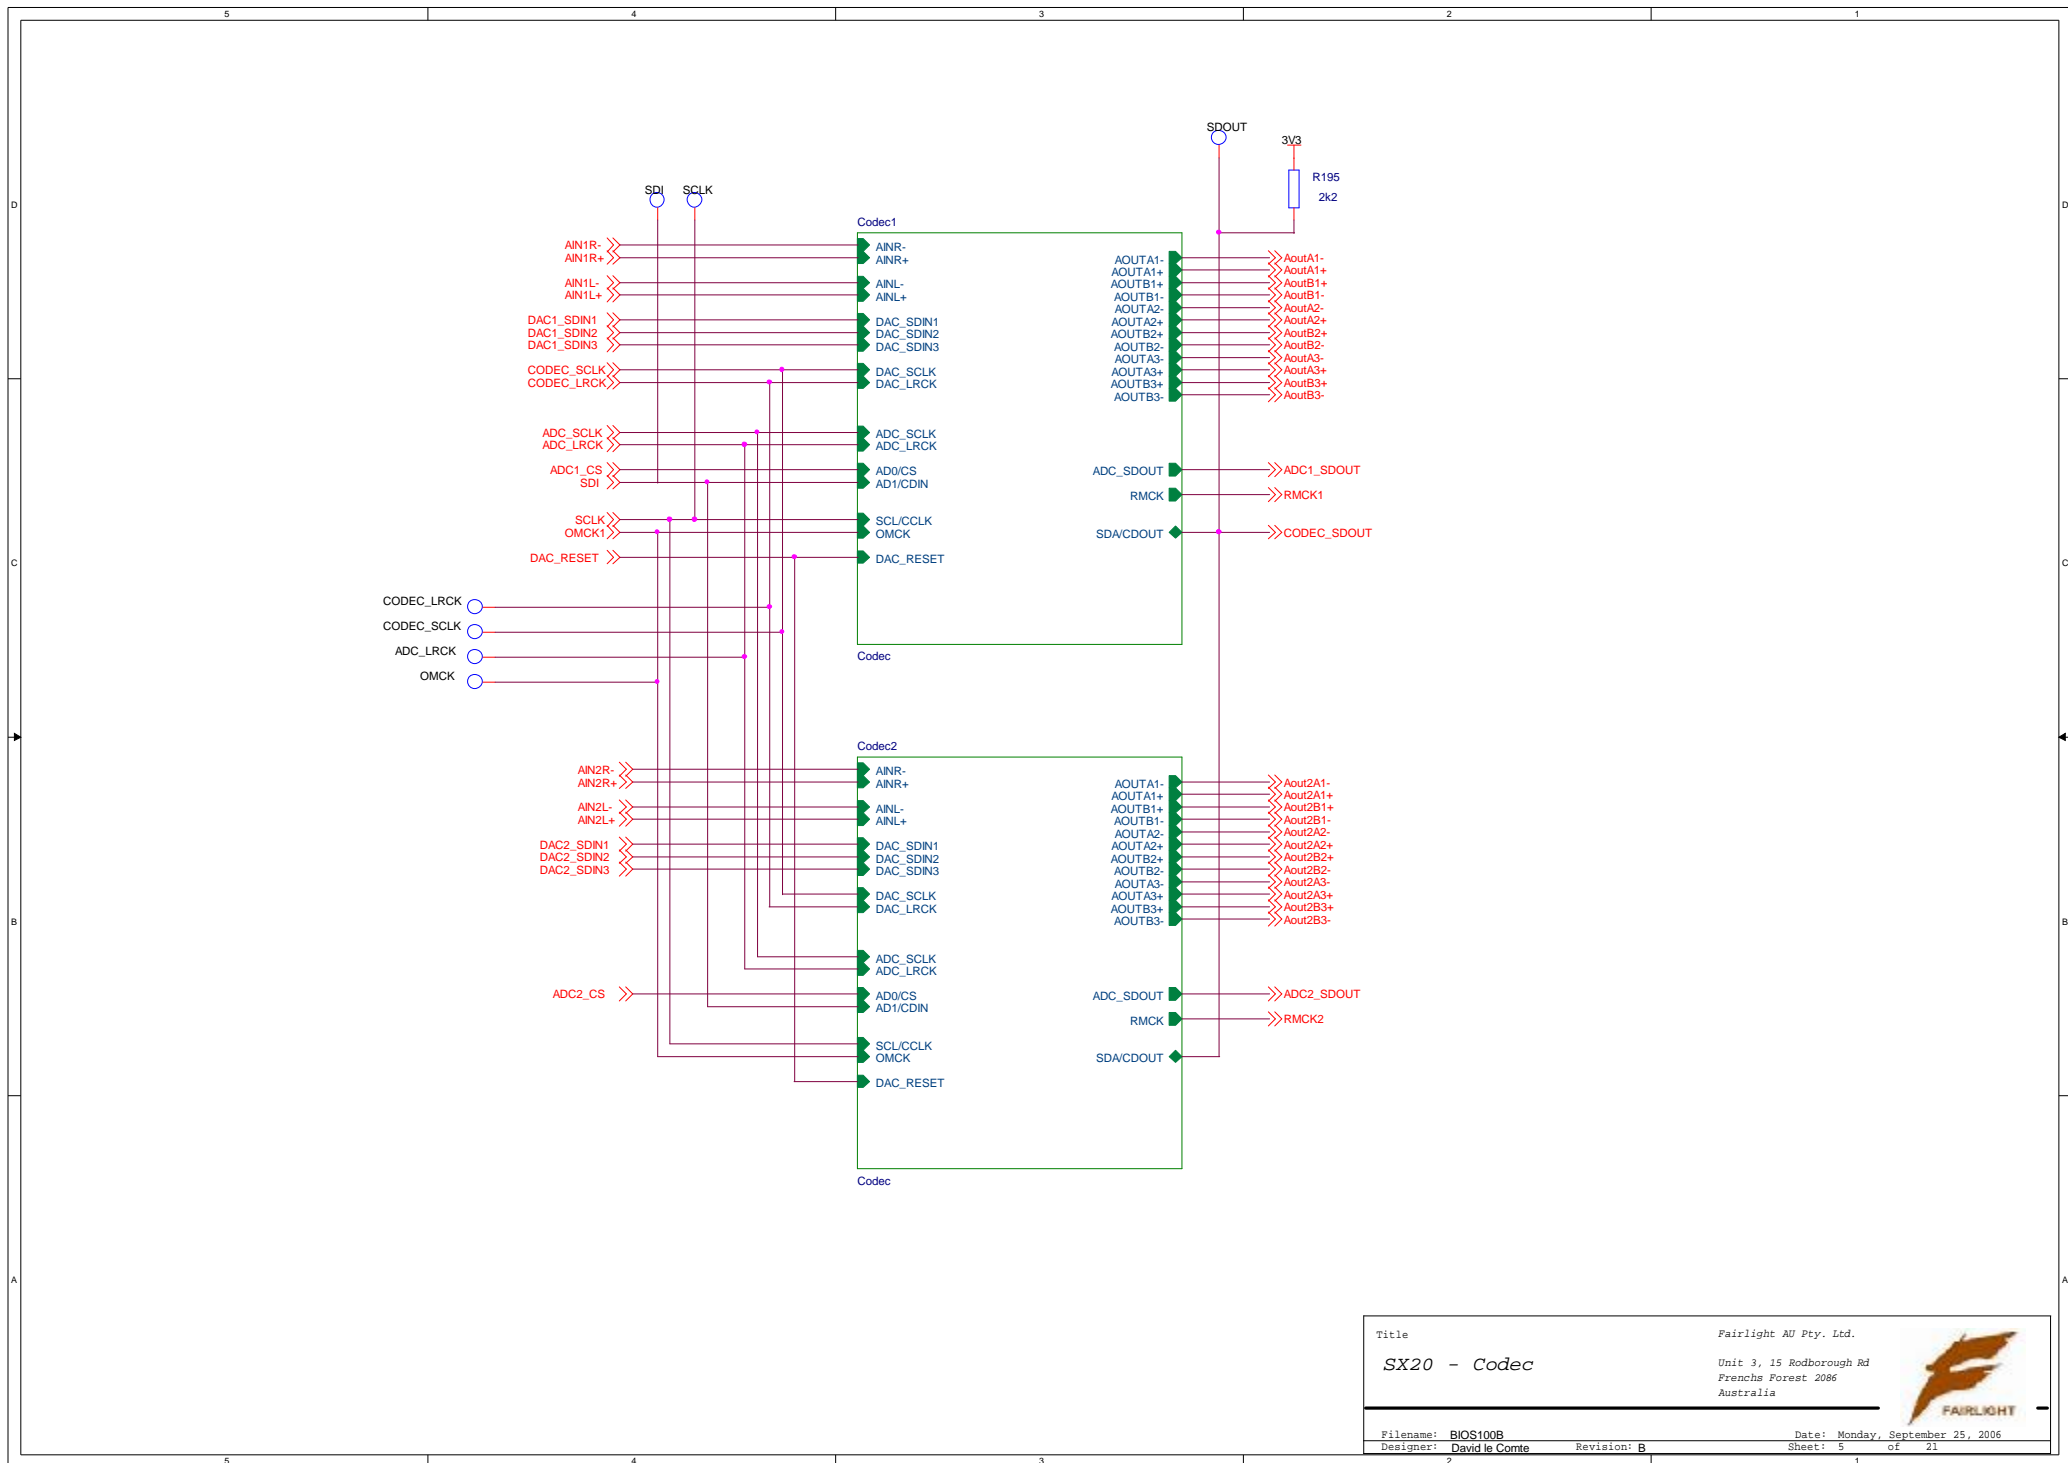 5 4 3 2 1
D D
C C
B B
A A
SDOUT
3V3
R195
2k2
SDI SCLK
Codec1
AIN1R-
AIN1R+
AIN1L-
AIN1L+
DAC1_SDIN1
DAC1_SDIN2
DAC1_SDIN3
CODEC_SCLK
CODEC_LRCK
ADC_SCLK
ADC_LRCK
ADC1_CS
SDI
SCLK
OMCK1
DAC_RESET
AINR-
AINR+
AINL-
AINL+
DAC_SDIN1
DAC_SDIN2
DAC_SDIN3
DAC_SCLK
DAC_LRCK
ADC_SCLK
ADC_LRCK
AD0/CS
AD1/CDIN
SCL/CCLK
OMCK
DAC_RESET
AOUTA1-
AOUTA1+
AOUTB1+
AOUTB1-
AOUTA2-
AOUTA2+
AOUTB2+
AOUTB2-
AOUTA3-
AOUTA3+
AOUTB3+
AOUTB3-
ADC_SDOUT
RMCK
SDA/CDOUT
AoutA1-
AoutA1+
AoutB1+
AoutB1-
AoutA2-
AoutA2+
AoutB2+
AoutB2-
AoutA3-
AoutA3+
AoutB3+
AoutB3-
ADC1_SDOUT
RMCK1
CODEC_SDOUT
CODEC_LRCK
CODEC_SCLK
ADC_LRCK
OMCK
Codec
Codec2
AIN2R-
AIN2R+
AIN2L-
AIN2L+
DAC2_SDIN1
DAC2_SDIN2
DAC2_SDIN3
ADC2_CS
AINR-
AINR+
AINL-
AINL+
DAC_SDIN1
DAC_SDIN2
DAC_SDIN3
DAC_SCLK
DAC_LRCK
ADC_SCLK
ADC_LRCK
AD0/CS
AD1/CDIN
SCL/CCLK
OMCK
DAC_RESET
AOUTA1-
AOUTA1+
AOUTB1+
AOUTB1-
AOUTA2-
AOUTA2+
AOUTB2+
AOUTB2-
AOUTA3-
AOUTA3+
AOUTB3+
AOUTB3-
ADC_SDOUT
RMCK
SDA/CDOUT
Aout2A1-
Aout2A1+
Aout2B1+
Aout2B1-
Aout2A2-
Aout2A2+
Aout2B2+
Aout2B2-
Aout2A3-
Aout2A3+
Aout2B3+
Aout2B3-
ADC2_SDOUT
RMCK2
Codec
Title
SX20 - Codec
Fairlight AU Pty. Ltd.
Unit 3, 15 Rodborough Rd
Frenchs Forest 2086
Australia
FAIRLIGHT
Filename: BIOS100B Date: Monday, September 25, 2006
Designer: David le Comte Revision: B Sheet: 5 of 21
5 4 3 2 1